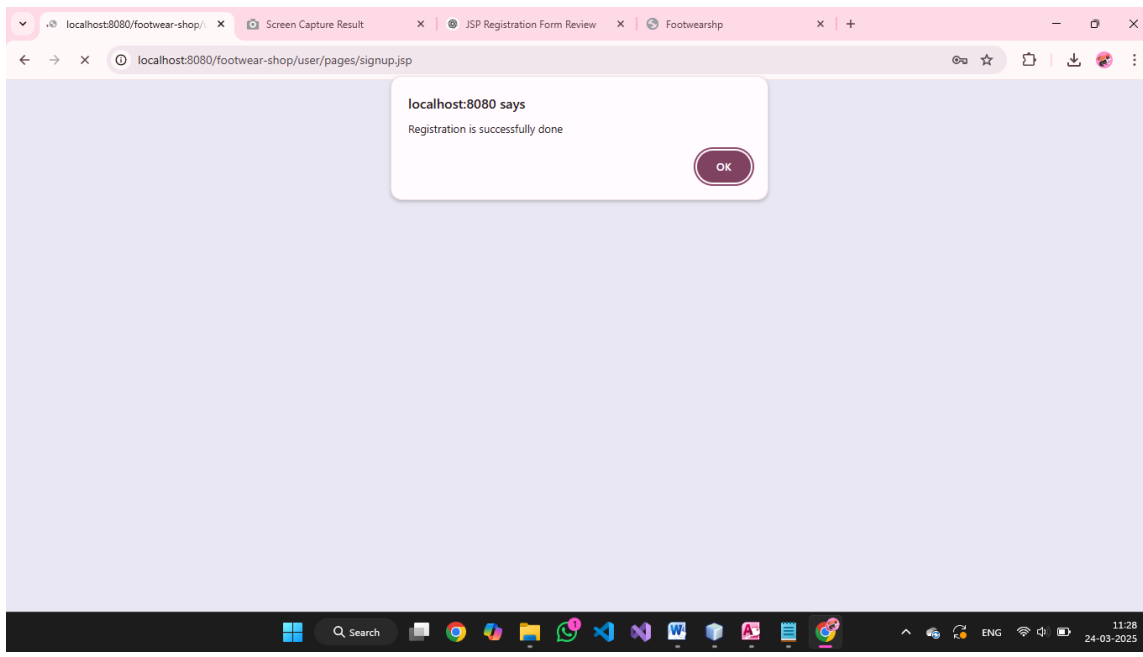 localhost:8080/footwear-shop/
Screen Capture Result
JSP Registration Form Review
Footwearshp
localhost:8080/footwear-shop/user/pages/signup.jsp
localhost:8080 says
Registration is successfully done
OK
Search
1
W
A
ENG
11:28
24-03-2025